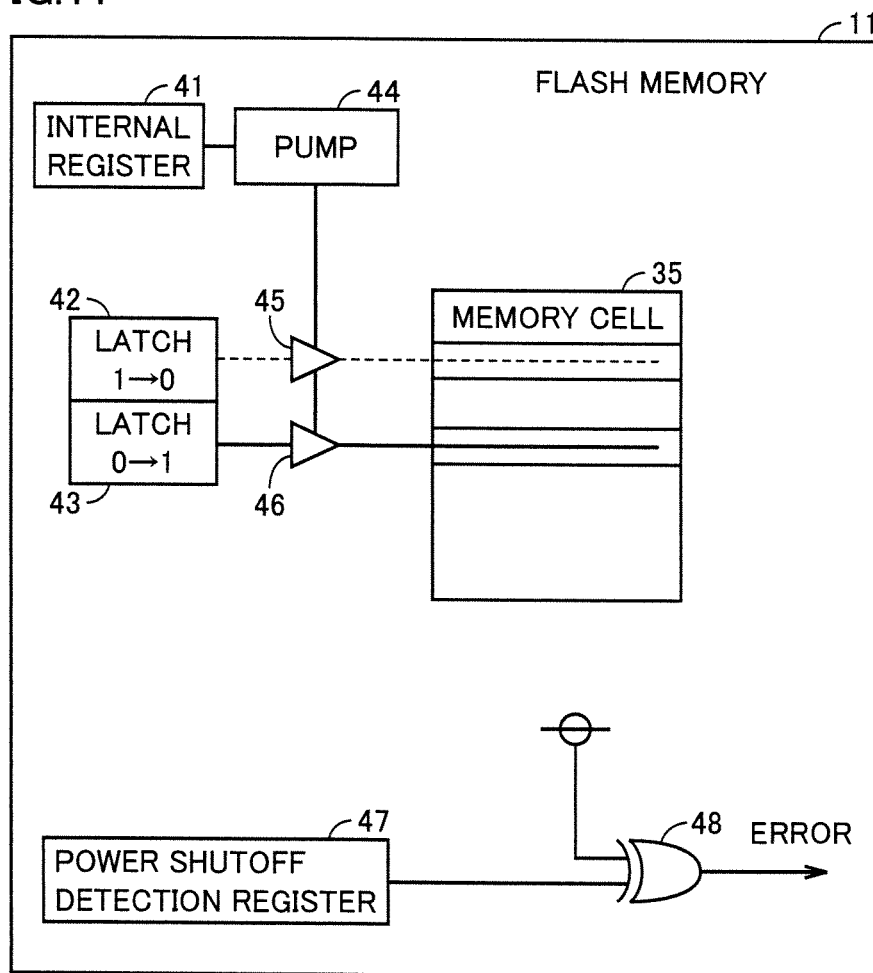 11
FLASH MEMORY
41
44
INTERNAL
REGISTER
PUMP
35
42
45
MEMORY CELL
LATCH
1→0
LATCH
0→1
43
46
47
48
ERROR
POWER SHUTOFF
DETECTION REGISTER